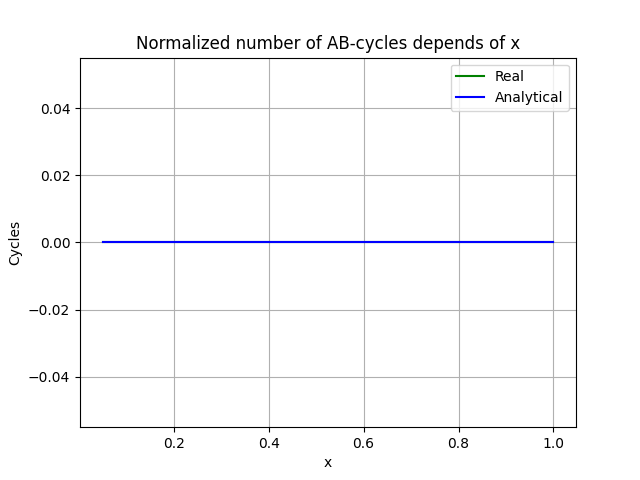 Normalized number of AB-cycles depends of x
Real
Analytical
0.04
0.02
0.00
−0.02
−0.04
Cycles
0.2 0.4 0.6 0.8 1.0
x